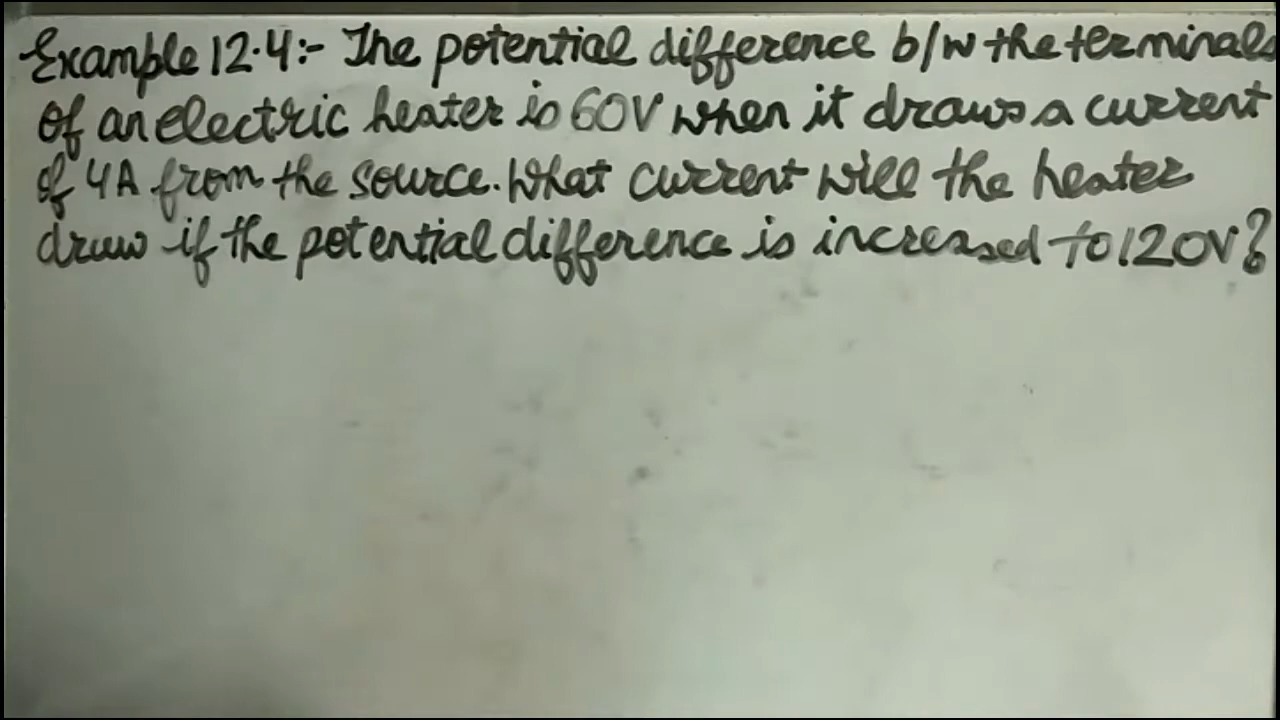 Example 12.4:- The potential difference b/w the terminals
of an electric heater is 60V when it draws a current
of 4A from the source. What current will the heater
draw if the potential difference is increased to 120V?